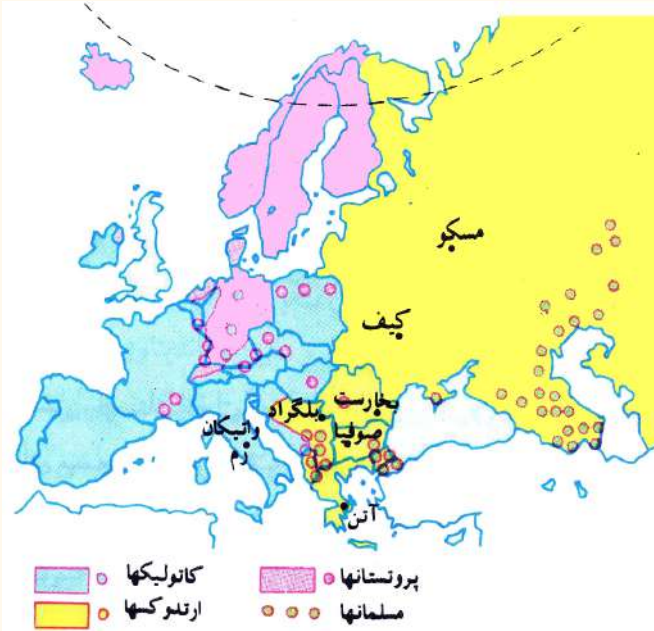 مسکو
کیف
بخارست
بلگراد
صوفیا
واتیکان
رم
آتن
کاتولیکها
پروتستانها
ارتدوکسها
مسلمانها